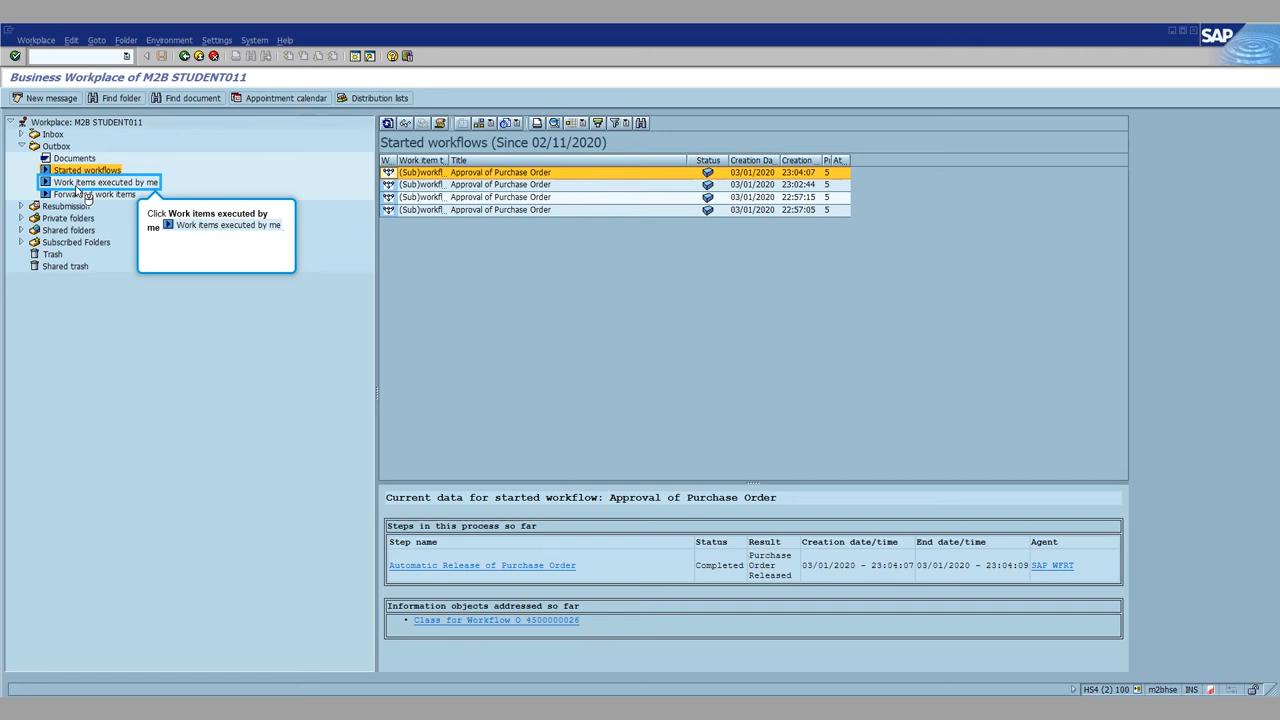 Workplace Edit Goto Folder Environment Settings System Help
SAP
Business Workplace of M2B STUDENT011
New message Find folder Find document Appointment calendar Distribution lists
Workplace: M2B STUDENT011
Inbox
Outbox
Documents
Started workflows
Work items executed by me
work items
Private folders
Shared folders
Subscribed Folders
Trash
Shared trash
Click Work items executed by
me Work items executed by me
Started workflows (Since 02/11/2020)
W... Work item t... Title Status Creation Da... Creation ... At...
(Sub)workfl... Approval of Purchase Order 03/01/2020 23:04:07 5
(Sub)workfl... Approval of Purchase Order 03/01/2020 23:02:44 5
(Sub)workfl... Approval of Purchase Order 03/01/2020 22:57:15 5
(Sub)workfl... Approval of Purchase Order 03/01/2020 22:57:05 5
Current data for started workflow: Approval of Purchase Order
Steps in this process so far
Step name Status Result Creation date/time End date/time Agent
Automatic Release of Purchase Order Completed Purchase Order Released 03/01/2020 - 23:04:07 03/01/2020 - 23:04:09 SAP WFRT
Information objects addressed so far
• Class for Workflow O 4500000026
HS4 (2) 100 m2bhse INS